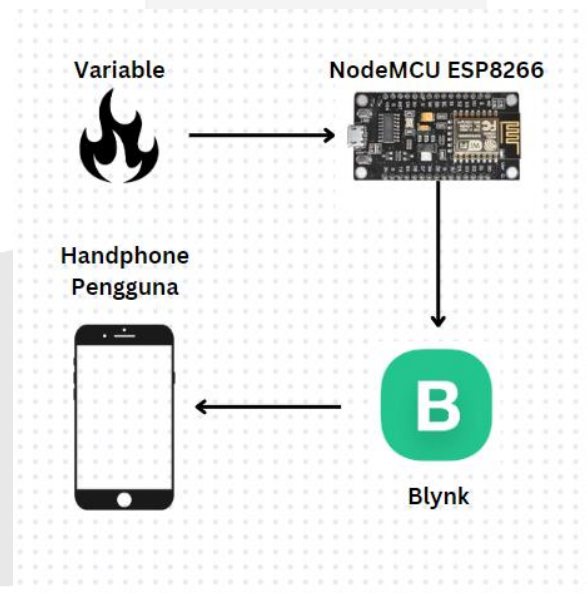 Variable
NodeMCU ESP8266
Handphone
Pengguna
B
Blynk